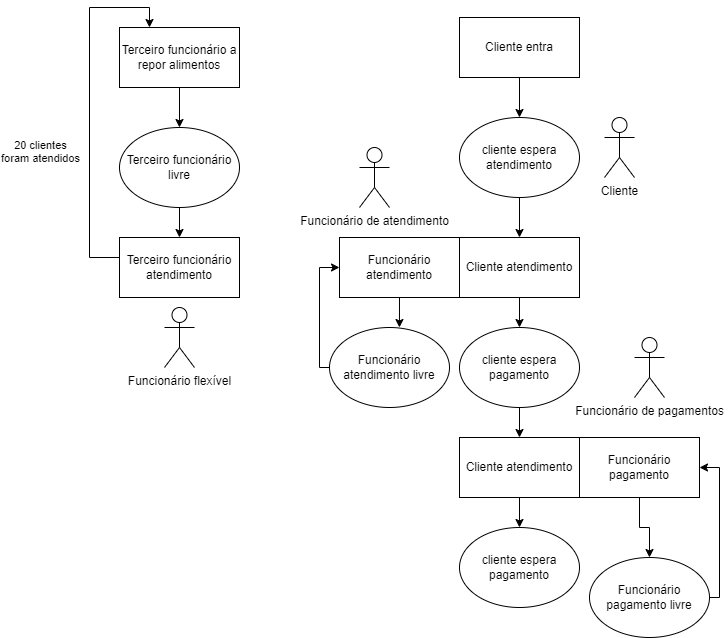 Terceiro funcionário a
repor alimentos
20 clientes
foram atendidos
Terceiro funcionário
livre
Terceiro funcionário
atendimento
Funcionário flexível
Cliente entra
cliente espera
atendimento
Cliente
Funcionário de atendimento
Funcionário
atendimento
Cliente atendimento
Funcionário
atendimento livre
cliente espera
pagamento
Funcionário de pagamentos
Cliente atendimento
Funcionário
pagamento
cliente espera
pagamento
Funcionário
pagamento livre